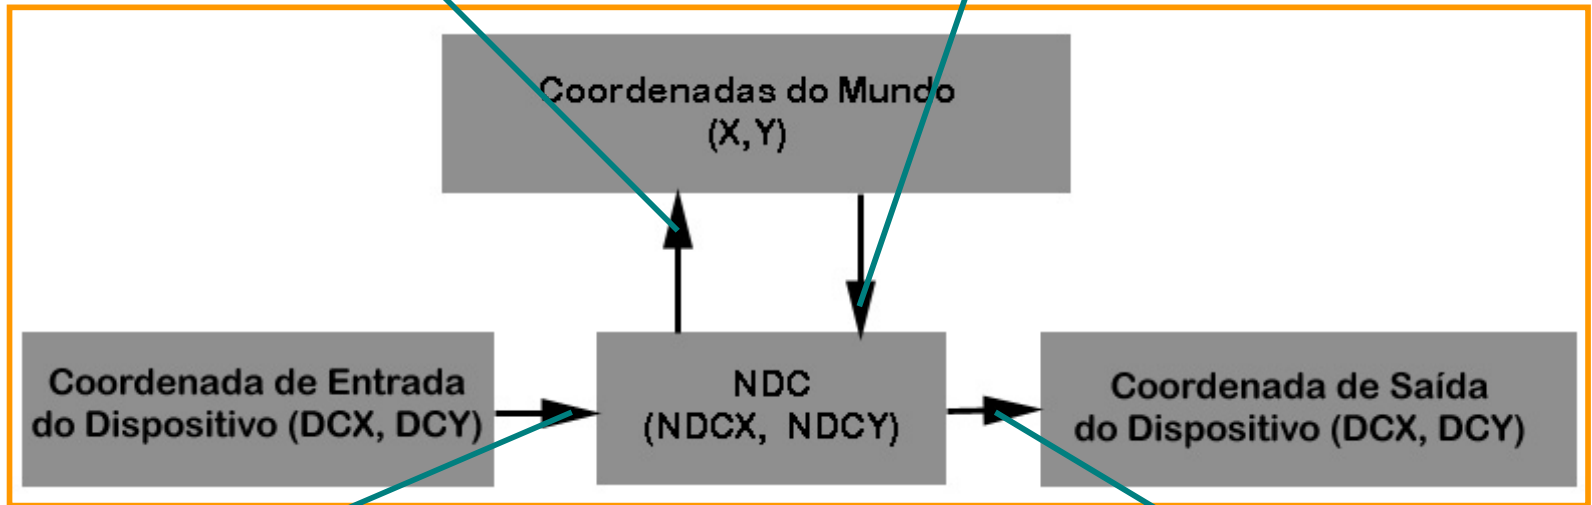 Coordenadas do Mundo
(X,Y)
Coordenada de Entrada
do Dispositivo (DCX, DCY)
NDC
(NDCX, NDCY)
Coordenada de Saída
do Dispositivo (DCX, DCY)